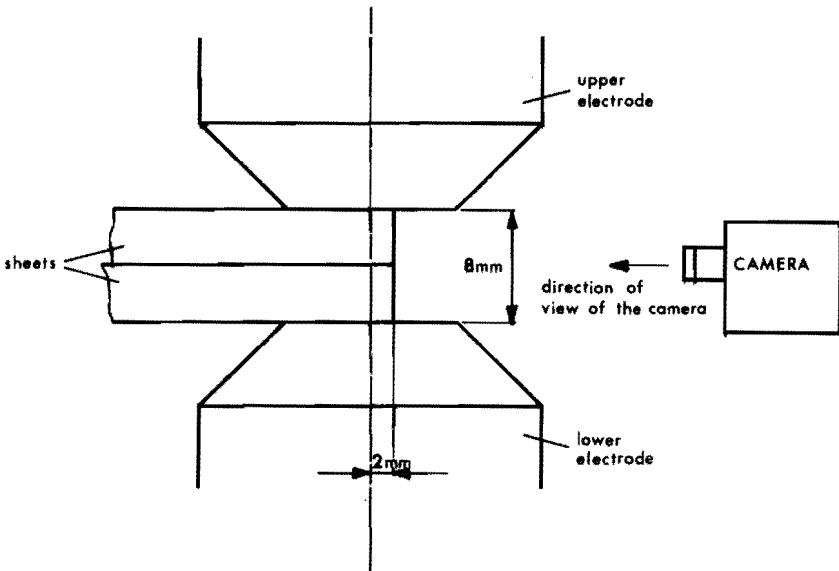 upper
electrode
sheets
8mm
CAMERA
direction of
view of the camera
lower
electrode
2mm